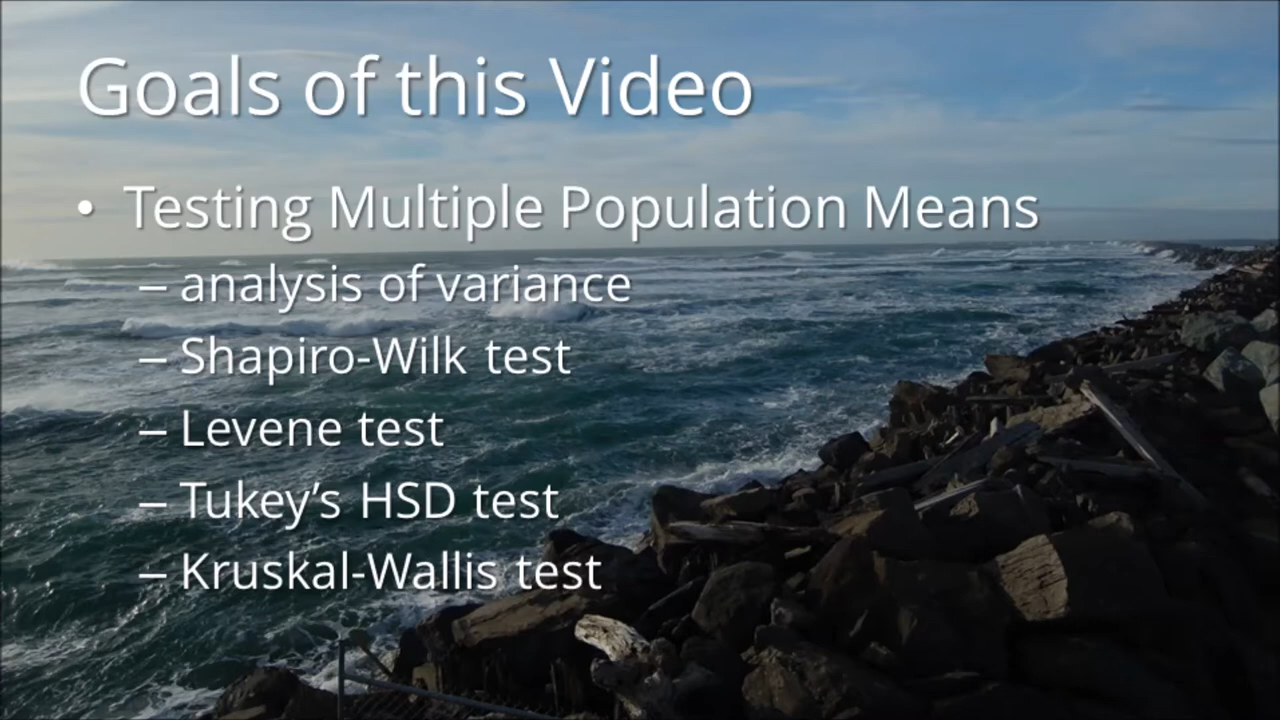 Goals of this Video
• Testing Multiple Population Means
– analysis of variance
– Shapiro-Wilk test
– Levene test
– Tukey’s HSD test
– Kruskal-Wallis test